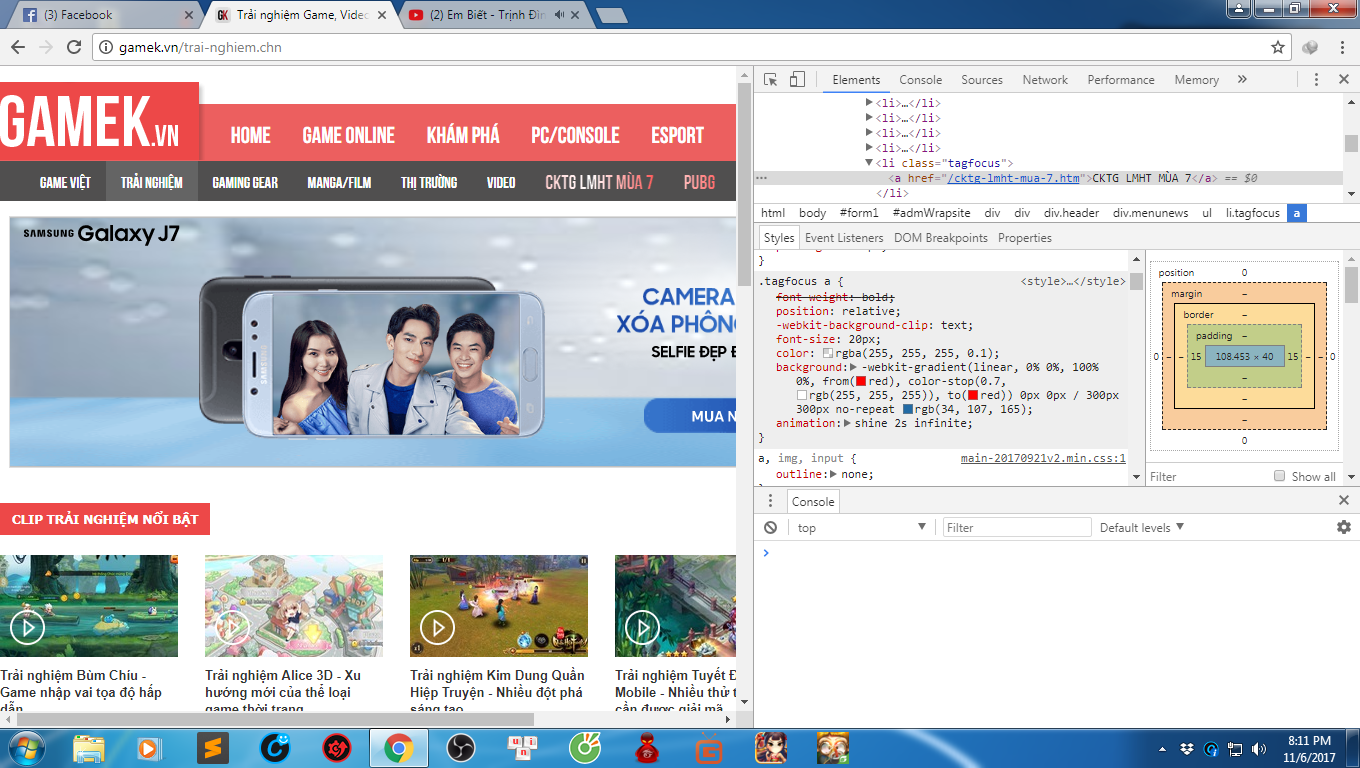 (3) Facebook
Trải nghiệm Game, Video
(2) Em Biết - Trịnh Đìn
gamek.vn/trai-nghiem.chn
GAMEK.VN
HOME GAME ONLINE KHÁM PHÁ PC/CONSOLE ESPORT
GAME VIỆT TRẢI NGHIỆM GAMING GEAR MANGA/FILM THỊ TRƯỜNG VIDEO CKTG LMHT MÙA 7 PUBG
SAMSUNG Galaxy J7
CAMERA
XÓA PHÔN
SELFIE ĐẸP
MUA N
CLIP TRẢI NGHIỆM NỔI BẬT
Trải nghiệm Bùm Chíu -
Game nhập vai tọa độ hấp
dẫn
Trải nghiệm Alice 3D - Xu
hướng mới của thể loại
game thời trang
Trải nghiệm Kim Dung Quần
Hiệp Truyện - Nhiều đột phá
sáng tạo
Trải nghiệm Tuyết Đ
Mobile - Nhiều thử t
cần được giải mã
Elements Console Sources Network Performance Memory »
<li>…</li>
<li>…</li>
<li>…</li>
<li>…</li>
<li class="tagfocus">
<a href="/cktg-lmht-mua-7.htm">CKTG LMHT MÙA 7</a> == $0
</li>
html body #form1 #admWrapsite div div div.header div.menunews ul li.tagfocus a
Styles Event Listeners DOM Breakpoints Properties
}
.tagfocus a { <style>…</style>
font-weight: bold;
position: relative;
-webkit-background-clip: text;
font-size: 20px;
color: rgba(255, 255, 255, 0.1);
background: -webkit-gradient(linear, 0% 0%, 100%
0%, from(red), color-stop(0.7,
rgb(255, 255, 255)), to(red)) 0px 0px / 300px
300px no-repeat rgb(34, 107, 165);
animation: shine 2s infinite;
}
a, img, input { main-20170921v2.min.css:1
outline: none;
position 0
margin –
border –
padding –
0 – – 15 108.453 × 40 15 – – 0
–
–
–
0
Filter Show all
Console
top Filter Default levels
8:11 PM
11/6/2017